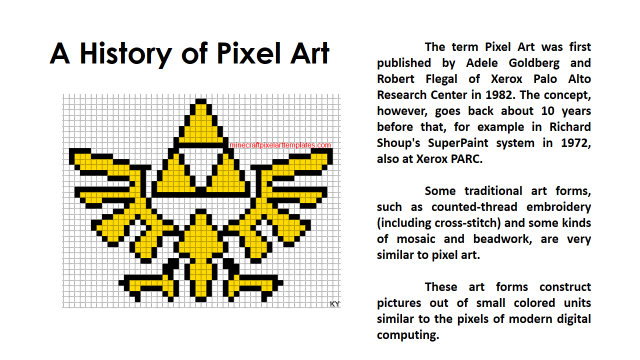 A History of Pixel Art
minecraftpixelarttemplates.com
KY
The term Pixel Art was first
published by Adele Goldberg and
Robert Flegal of Xerox Palo Alto
Research Center in 1982. The concept,
however, goes back about 10 years
before that, for example in Richard
Shoup's SuperPaint system in 1972,
also at Xerox PARC.
Some traditional art forms,
such as counted-thread embroidery
(including cross-stitch) and some kinds
of mosaic and beadwork, are very
similar to pixel art.
These art forms construct
pictures out of small colored units
similar to the pixels of modern digital
computing.